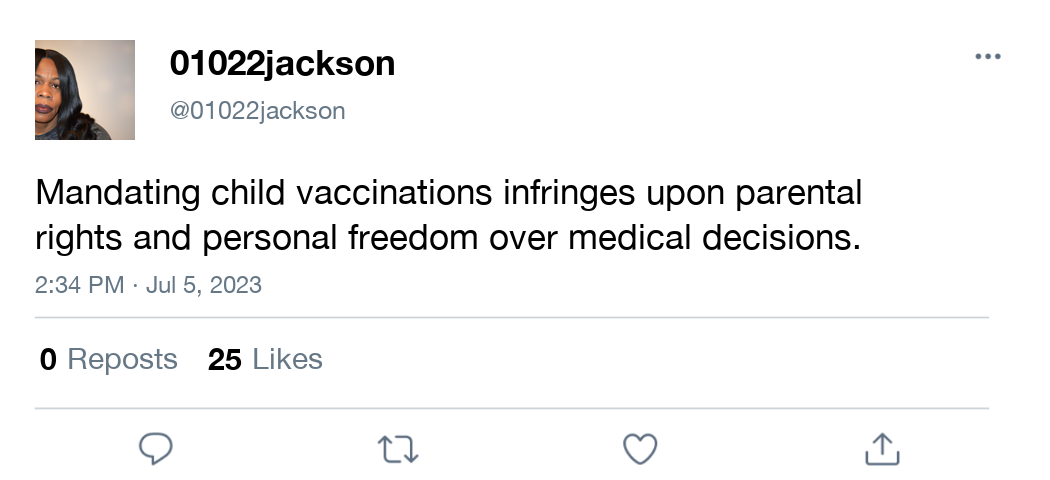 01022jackson
@01022jackson
Mandating child vaccinations infringes upon parental
rights and personal freedom over medical decisions.
2:34 PM · Jul 5, 2023
0 Reposts 25 Likes